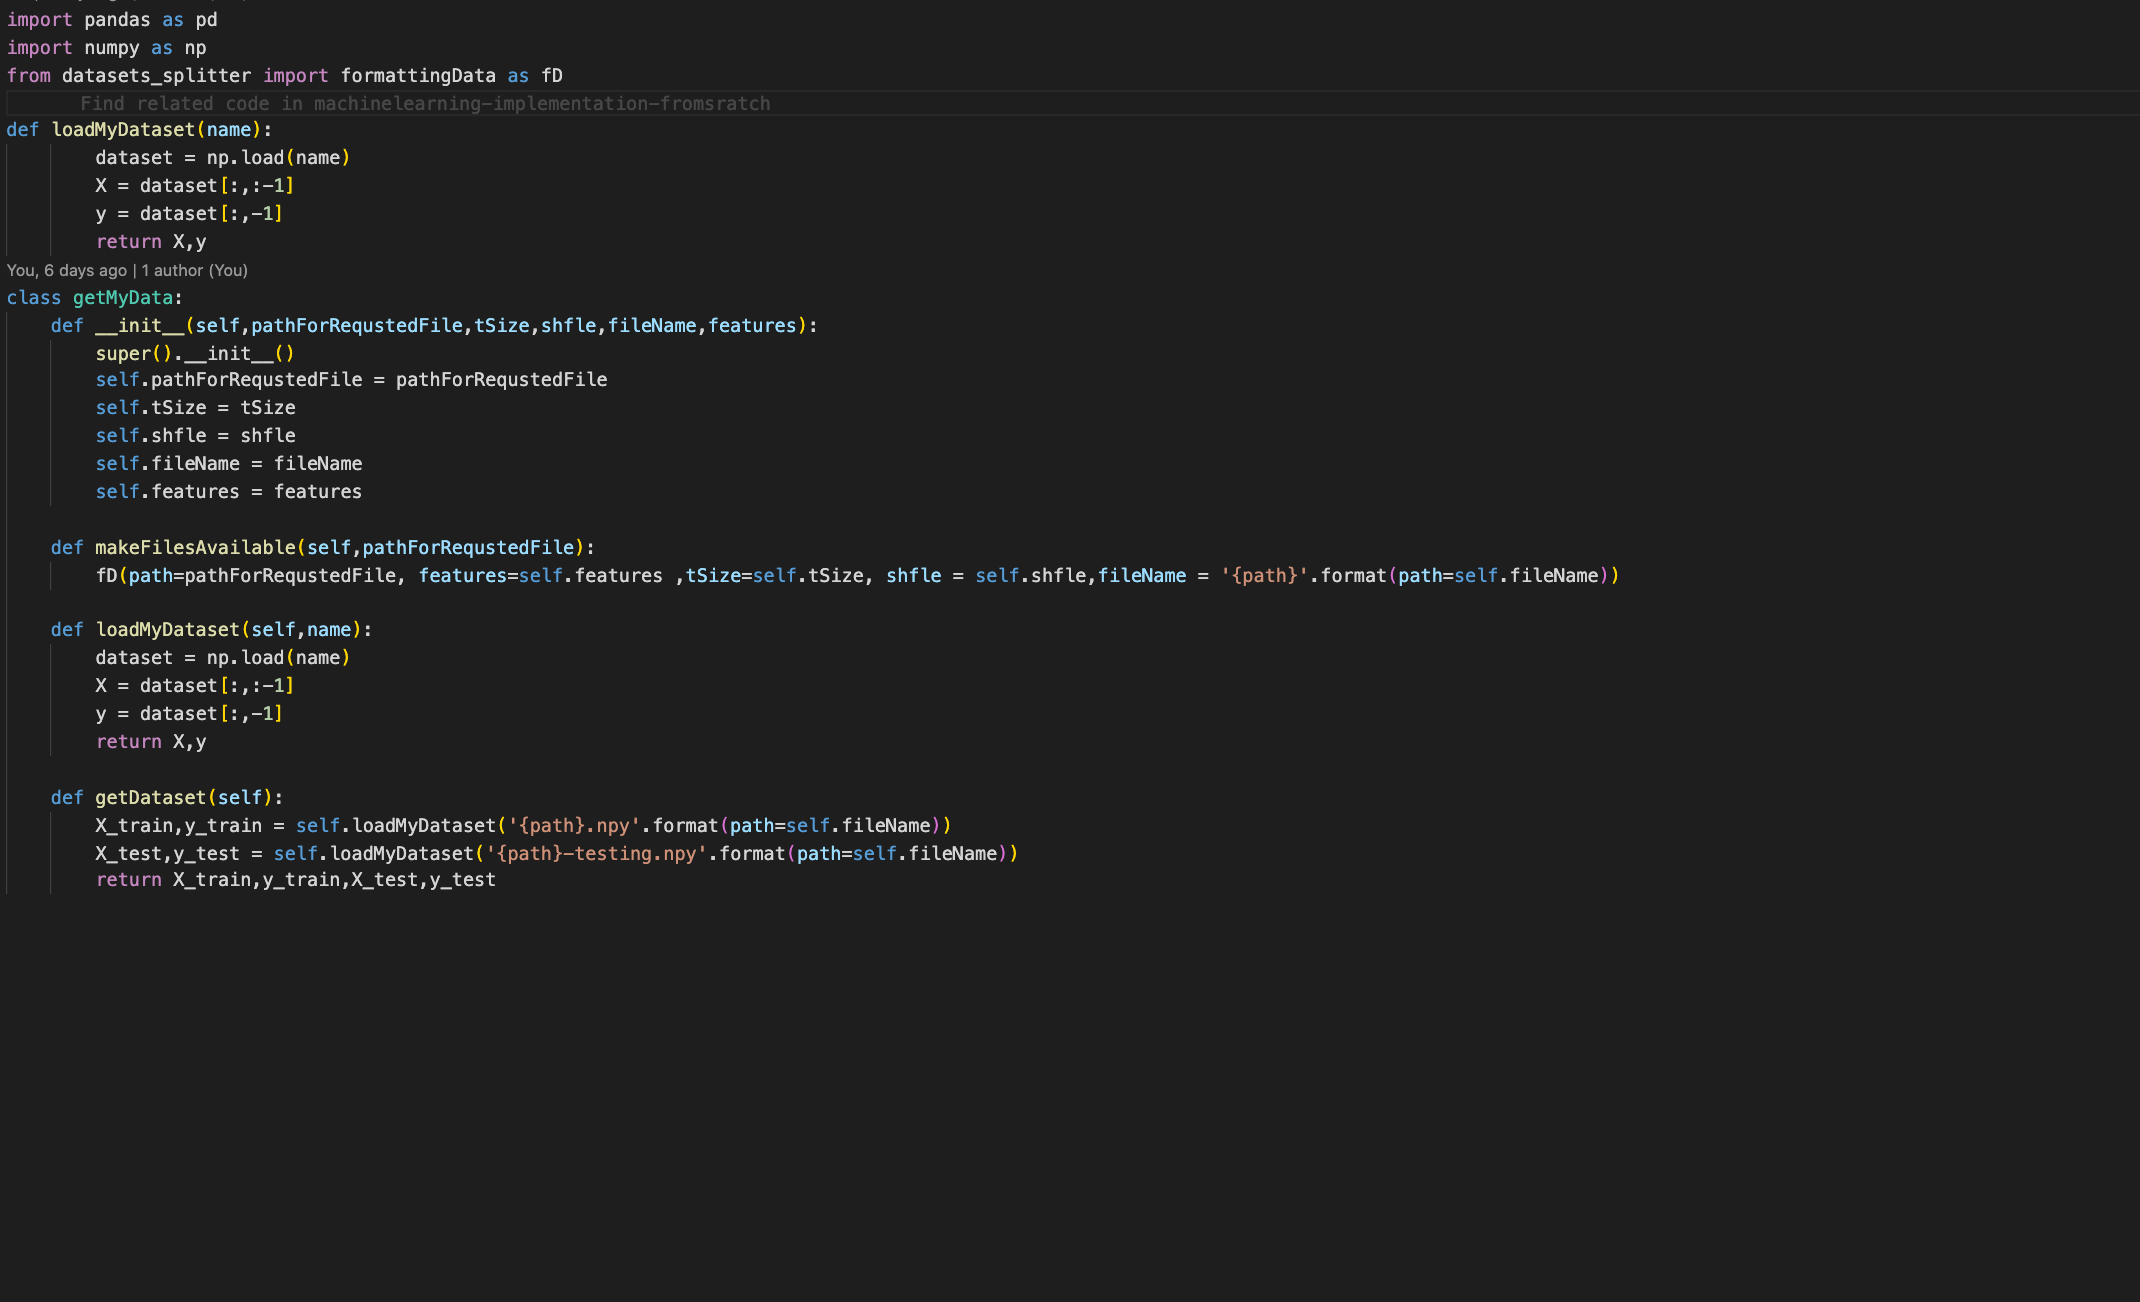 import pandas as pd
import numpy as np
from datasets_splitter import formattingData as fD
Find related code in machinelearning-implementation-fromsratch
def loadMyDataset(name):
dataset = np.load(name)
X = dataset[:,:-1]
y = dataset[:,-1]
return X,y
You, 6 days ago | 1 author (You)
class getMyData:
def __init__(self,pathForRequstedFile,tSize,shfle,fileName,features):
super().__init__()
self.pathForRequstedFile = pathForRequstedFile
self.tSize = tSize
self.shfle = shfle
self.fileName = fileName
self.features = features
def makeFilesAvailable(self,pathForRequstedFile):
fD(path=pathForRequstedFile, features=self.features ,tSize=self.tSize, shfle = self.shfle,fileName = '{path}'.format(path=self.fileName))
def loadMyDataset(self,name):
dataset = np.load(name)
X = dataset[:,:-1]
y = dataset[:,-1]
return X,y
def getDataset(self):
X_train,y_train = self.loadMyDataset('{path}.npy'.format(path=self.fileName))
X_test,y_test = self.loadMyDataset('{path}-testing.npy'.format(path=self.fileName))
return X_train,y_train,X_test,y_test